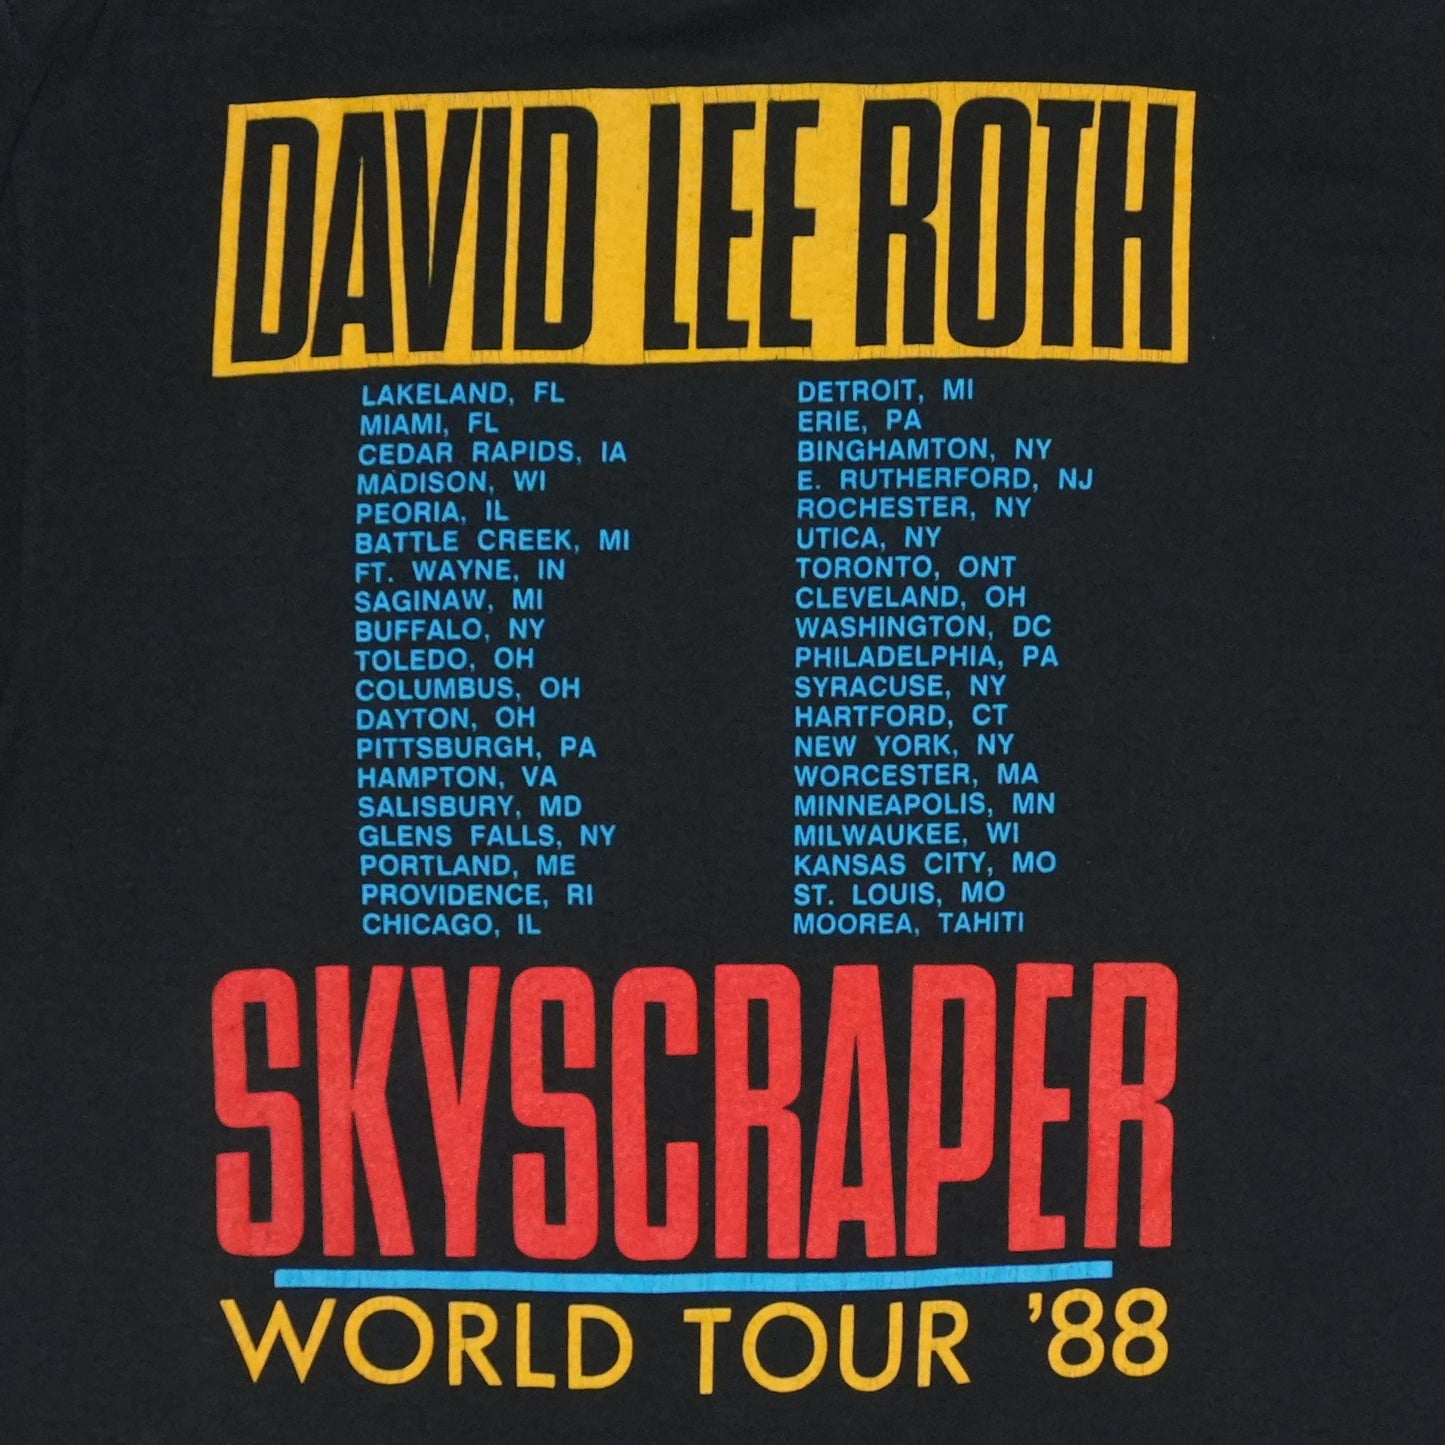 DAVID LEE ROTH
LAKELAND, FL
MIAMI, FL
CEDAR RAPIDS, IA
MADISON, WI
PEORIA, IL
BATTLE CREEK, MI
FT. WAYNE, IN
SAGINAW, MI
BUFFALO, NY
TOLEDO, OH
COLUMBUS, OH
DAYTON, OH
PITTSBURGH, PA
HAMPTON, VA
SALISBURY, MD
GLENS FALLS, NY
PORTLAND, ME
PROVIDENCE, RI
CHICAGO, IL
DETROIT, MI
ERIE, PA
BINGHAMTON, NY
E. RUTHERFORD, NJ
ROCHESTER, NY
UTICA, NY
TORONTO, ONT
CLEVELAND, OH
WASHINGTON, DC
PHILADELPHIA, PA
SYRACUSE, NY
HARTFORD, CT
NEW YORK, NY
WORCESTER, MA
MINNEAPOLIS, MN
MILWAUKEE, WI
KANSAS CITY, MO
ST. LOUIS, MO
MOOREA, TAHITI
SKYSCRAPER
WORLD TOUR '88